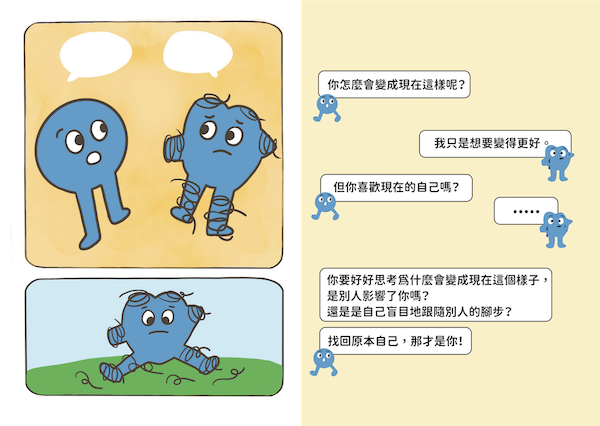 你怎麼會變成現在這樣呢？
我只是想要變得更好。
但你喜歡現在的自己嗎？
•••••
你要好好思考為什麼會變成現在這個樣子，
是別人影響了你嗎？
還是是自己盲目地跟隨別人的腳步？
找回原本自己，那才是你！